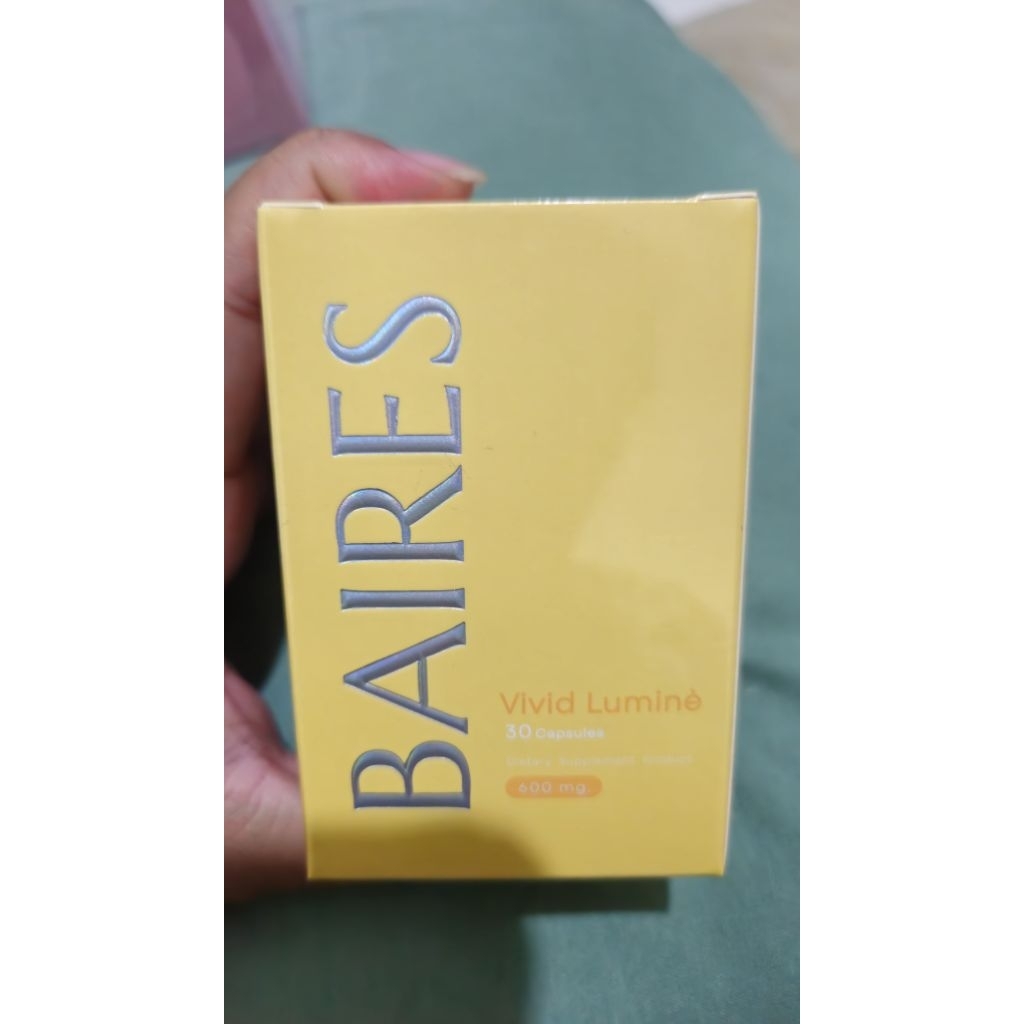 BAIRES
Vivid Luminè
30 Capsules
Dietary Supplement Product
600 mg.